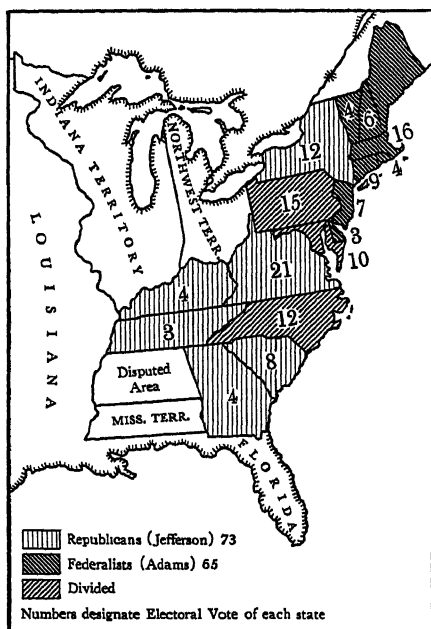 INDIANA TERRITORY
NORTHWEST TERR.
LOUISIANA
4
6
16
12
9
4
15
7
3
10
21
4
12
3
8
Disputed
Area
4
MISS. TERR.
FLORIDA
Republicans (Jefferson) 73
Federalists (Adams) 65
Divided
Numbers designate Electoral Vote of each state